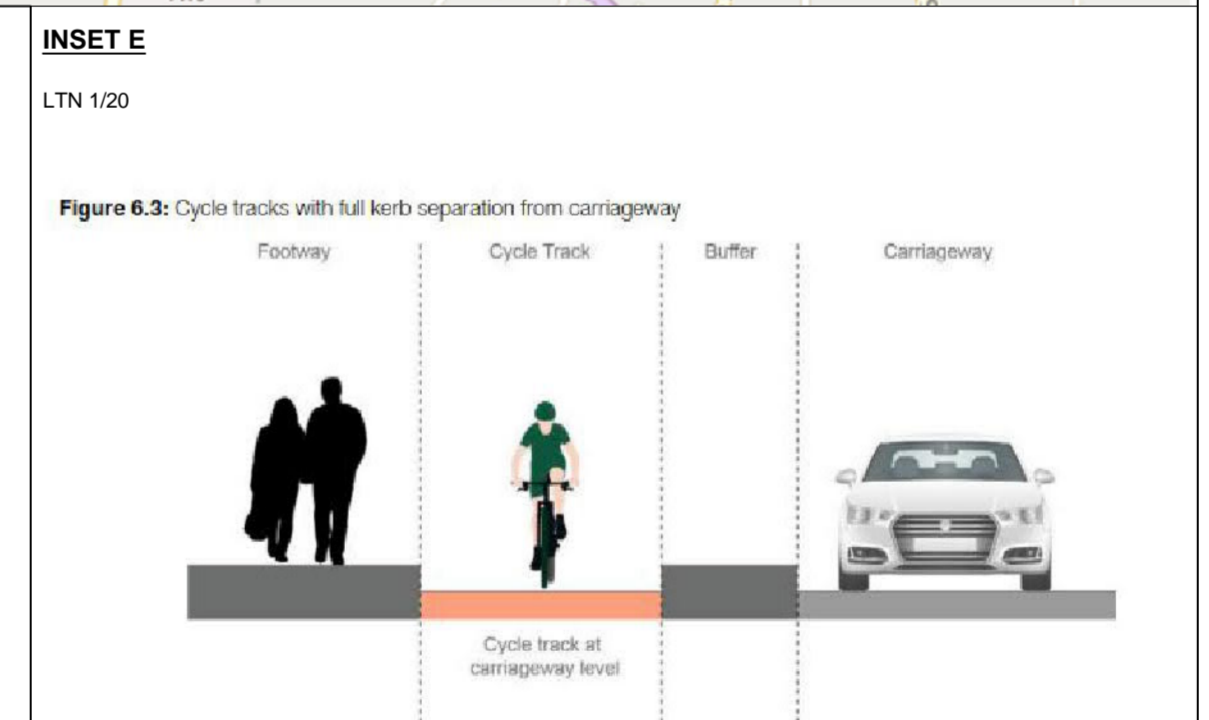 INSET E
LTN 1/20
Figure 6.3: Cycle tracks with full kerb separation from carriageway
Footway Cycle Track Buffer Carriageway
Cycle track at
carriageway level